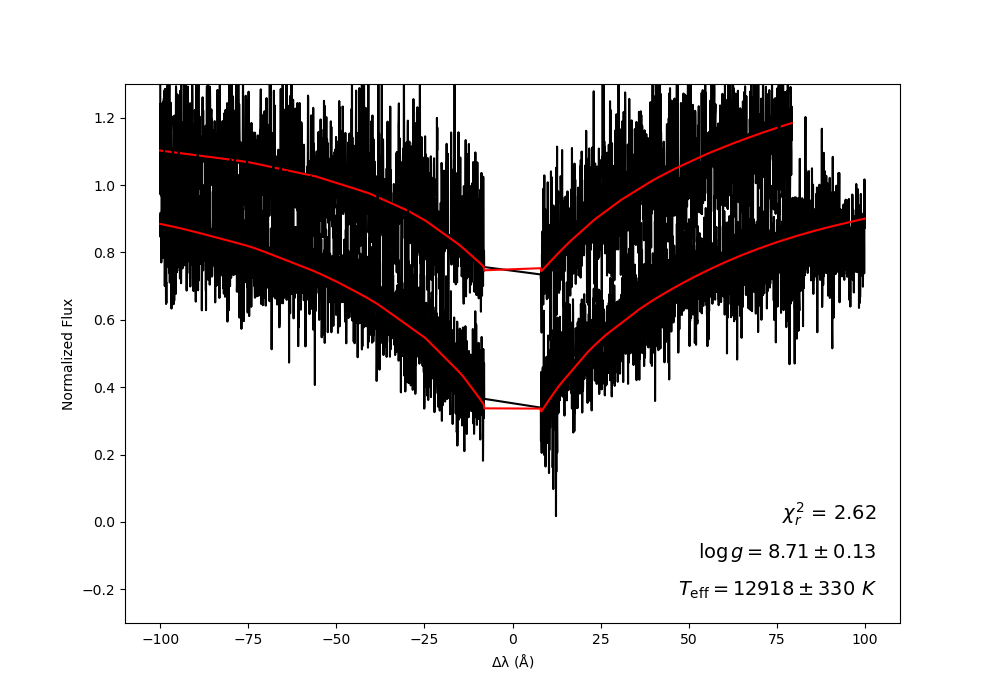 1.2
1.0
0.8
0.6
0.4
0.2
0.0
−0.2
Normalized Flux
χ²ᵣ = 2.62
log g = 8.71 ± 0.13
T_eff = 12918 ± 330 K
−100 −75 −50 −25 0 25 50 75 100
Δλ (Å)